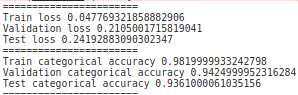 =======================
Train loss 0.047769321858882906
Validation loss 0.2105001715819041
Test loss 0.24192883090302347
=======================
Train categorical accuracy 0.9819999933242798
Validation categorical accuracy 0.9424999952316284
Test categorical accuracy 0.9361000061035156
=======================